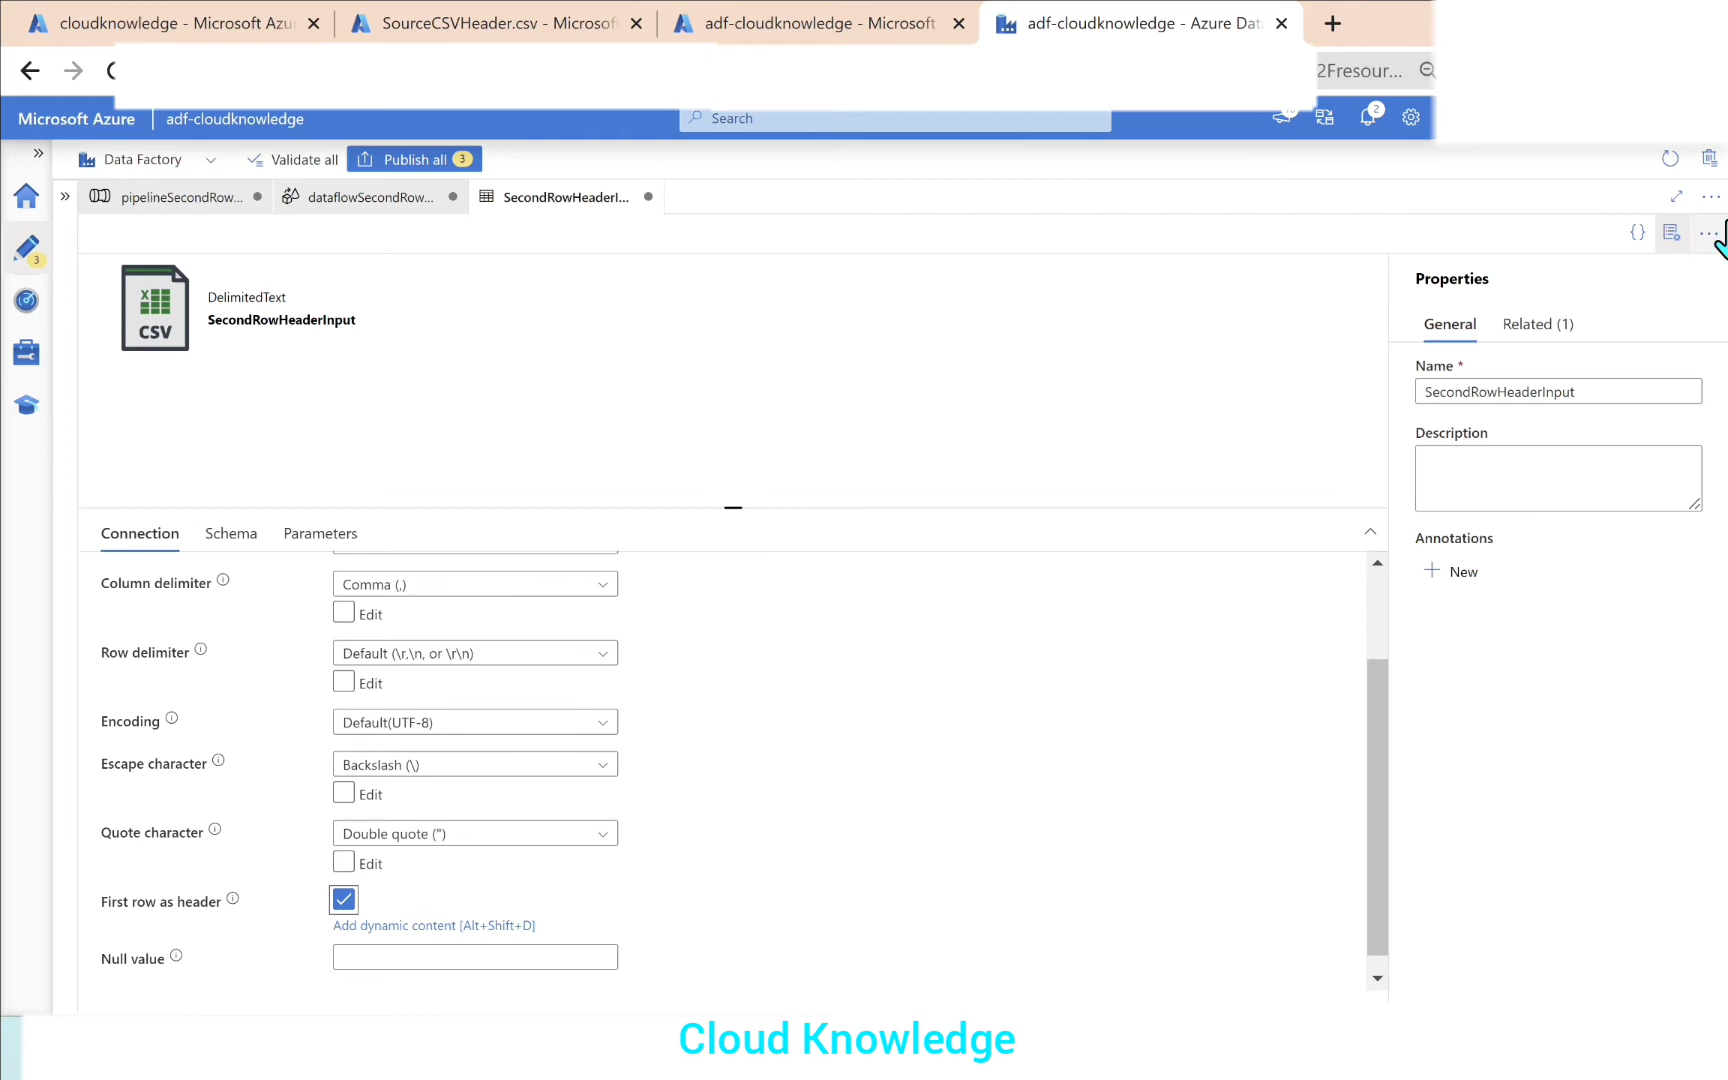 cloudknowledge - Microsoft Azu
SourceCSVHeader.csv - Microsoft
adf-cloudknowledge - Microsoft
adf-cloudknowledge - Azure Dat
2Fresour...
Microsoft Azure
adf-cloudknowledge
Search
2
Data Factory
Validate all
Publish all
3
pipelineSecondRow...
dataflowSecondRow...
SecondRowHeaderI...
3
{}
CSV
DelimitedText
SecondRowHeaderInput
Properties
General
Related (1)
Name *
SecondRowHeaderInput
Description
Annotations
New
Connection
Schema
Parameters
Column delimiter
Comma (,)
Edit
Row delimiter
Default (\r,\n, or \r\n)
Edit
Encoding
Default(UTF-8)
Escape character
Backslash (\)
Edit
Quote character
Double quote (")
Edit
First row as header
Add dynamic content [Alt+Shift+D]
Null value
Cloud Knowledge